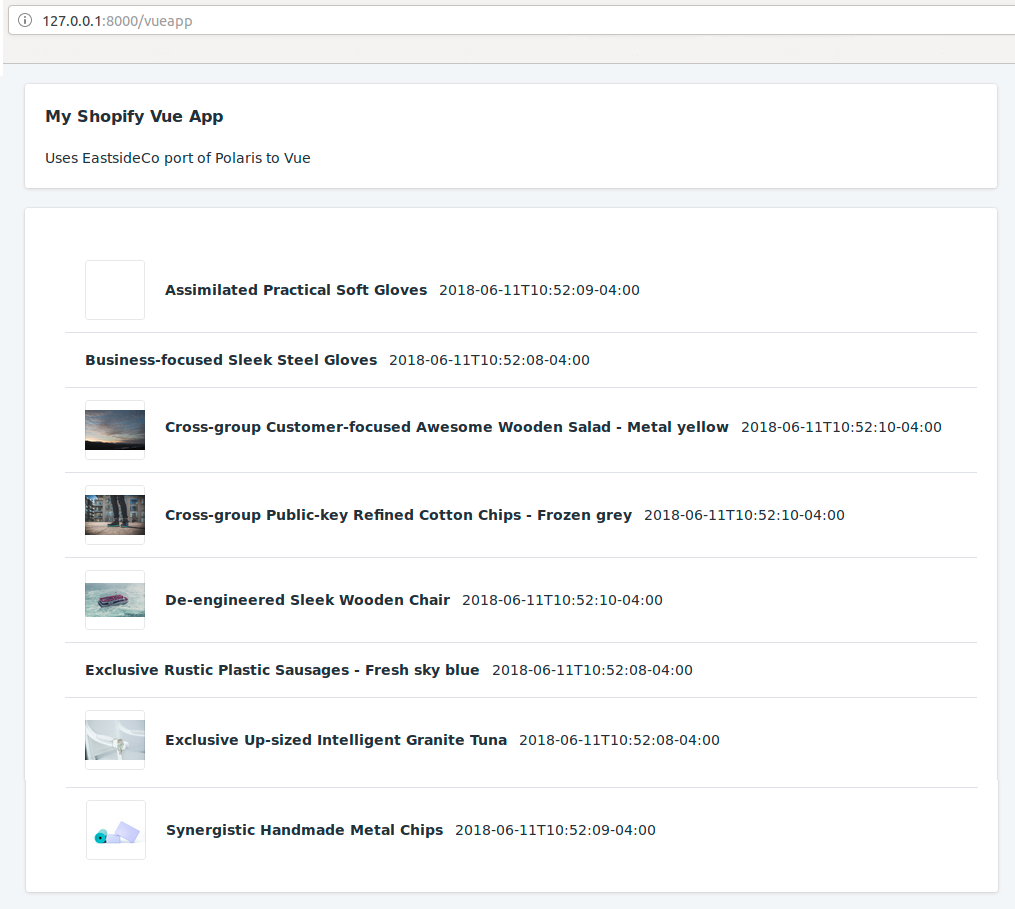 127.0.0.1:8000/vueapp
My Shopify Vue App
Uses EastsideCo port of Polaris to Vue
Assimilated Practical Soft Gloves 2018-06-11T10:52:09-04:00
Business-focused Sleek Steel Gloves 2018-06-11T10:52:08-04:00
Cross-group Customer-focused Awesome Wooden Salad - Metal yellow 2018-06-11T10:52:10-04:00
Cross-group Public-key Refined Cotton Chips - Frozen grey 2018-06-11T10:52:10-04:00
De-engineered Sleek Wooden Chair 2018-06-11T10:52:10-04:00
Exclusive Rustic Plastic Sausages - Fresh sky blue 2018-06-11T10:52:08-04:00
Exclusive Up-sized Intelligent Granite Tuna 2018-06-11T10:52:08-04:00
Synergistic Handmade Metal Chips 2018-06-11T10:52:09-04:00